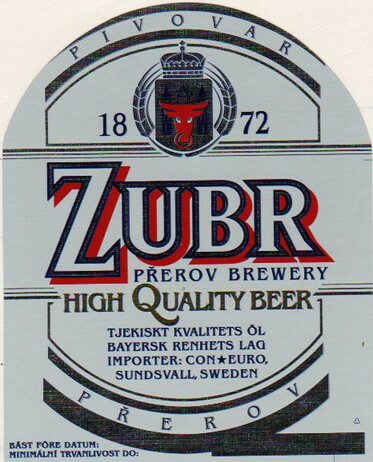 PIVOVAR
18 72
ZUBR
PŘEROV BREWERY
HIGH QUALITY BEER
TJEKISKT KVALITETS ÖL
BAYERSK RENHETS LAG
IMPORTER: CON★EURO,
SUNDSVALL, SWEDEN
PŘEROV
BÄST FÖRE DATUM:
MINIMÁLNÍ TRVANLIVOST DO: